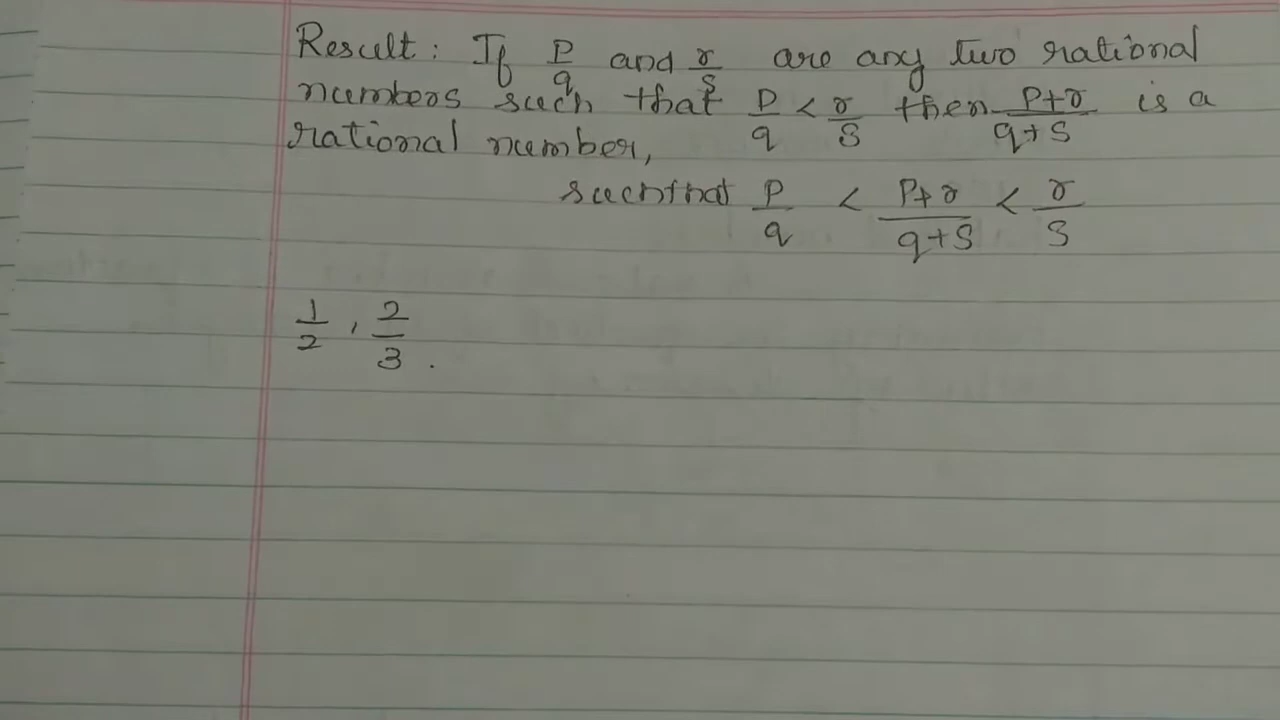 Result: If p/q and r/s are any two rational
numbers such that p/q < r/s then p+r/q+s is a
rational number,
such that p/q < p+r/q+s < r/s
1/2 , 2/3 .